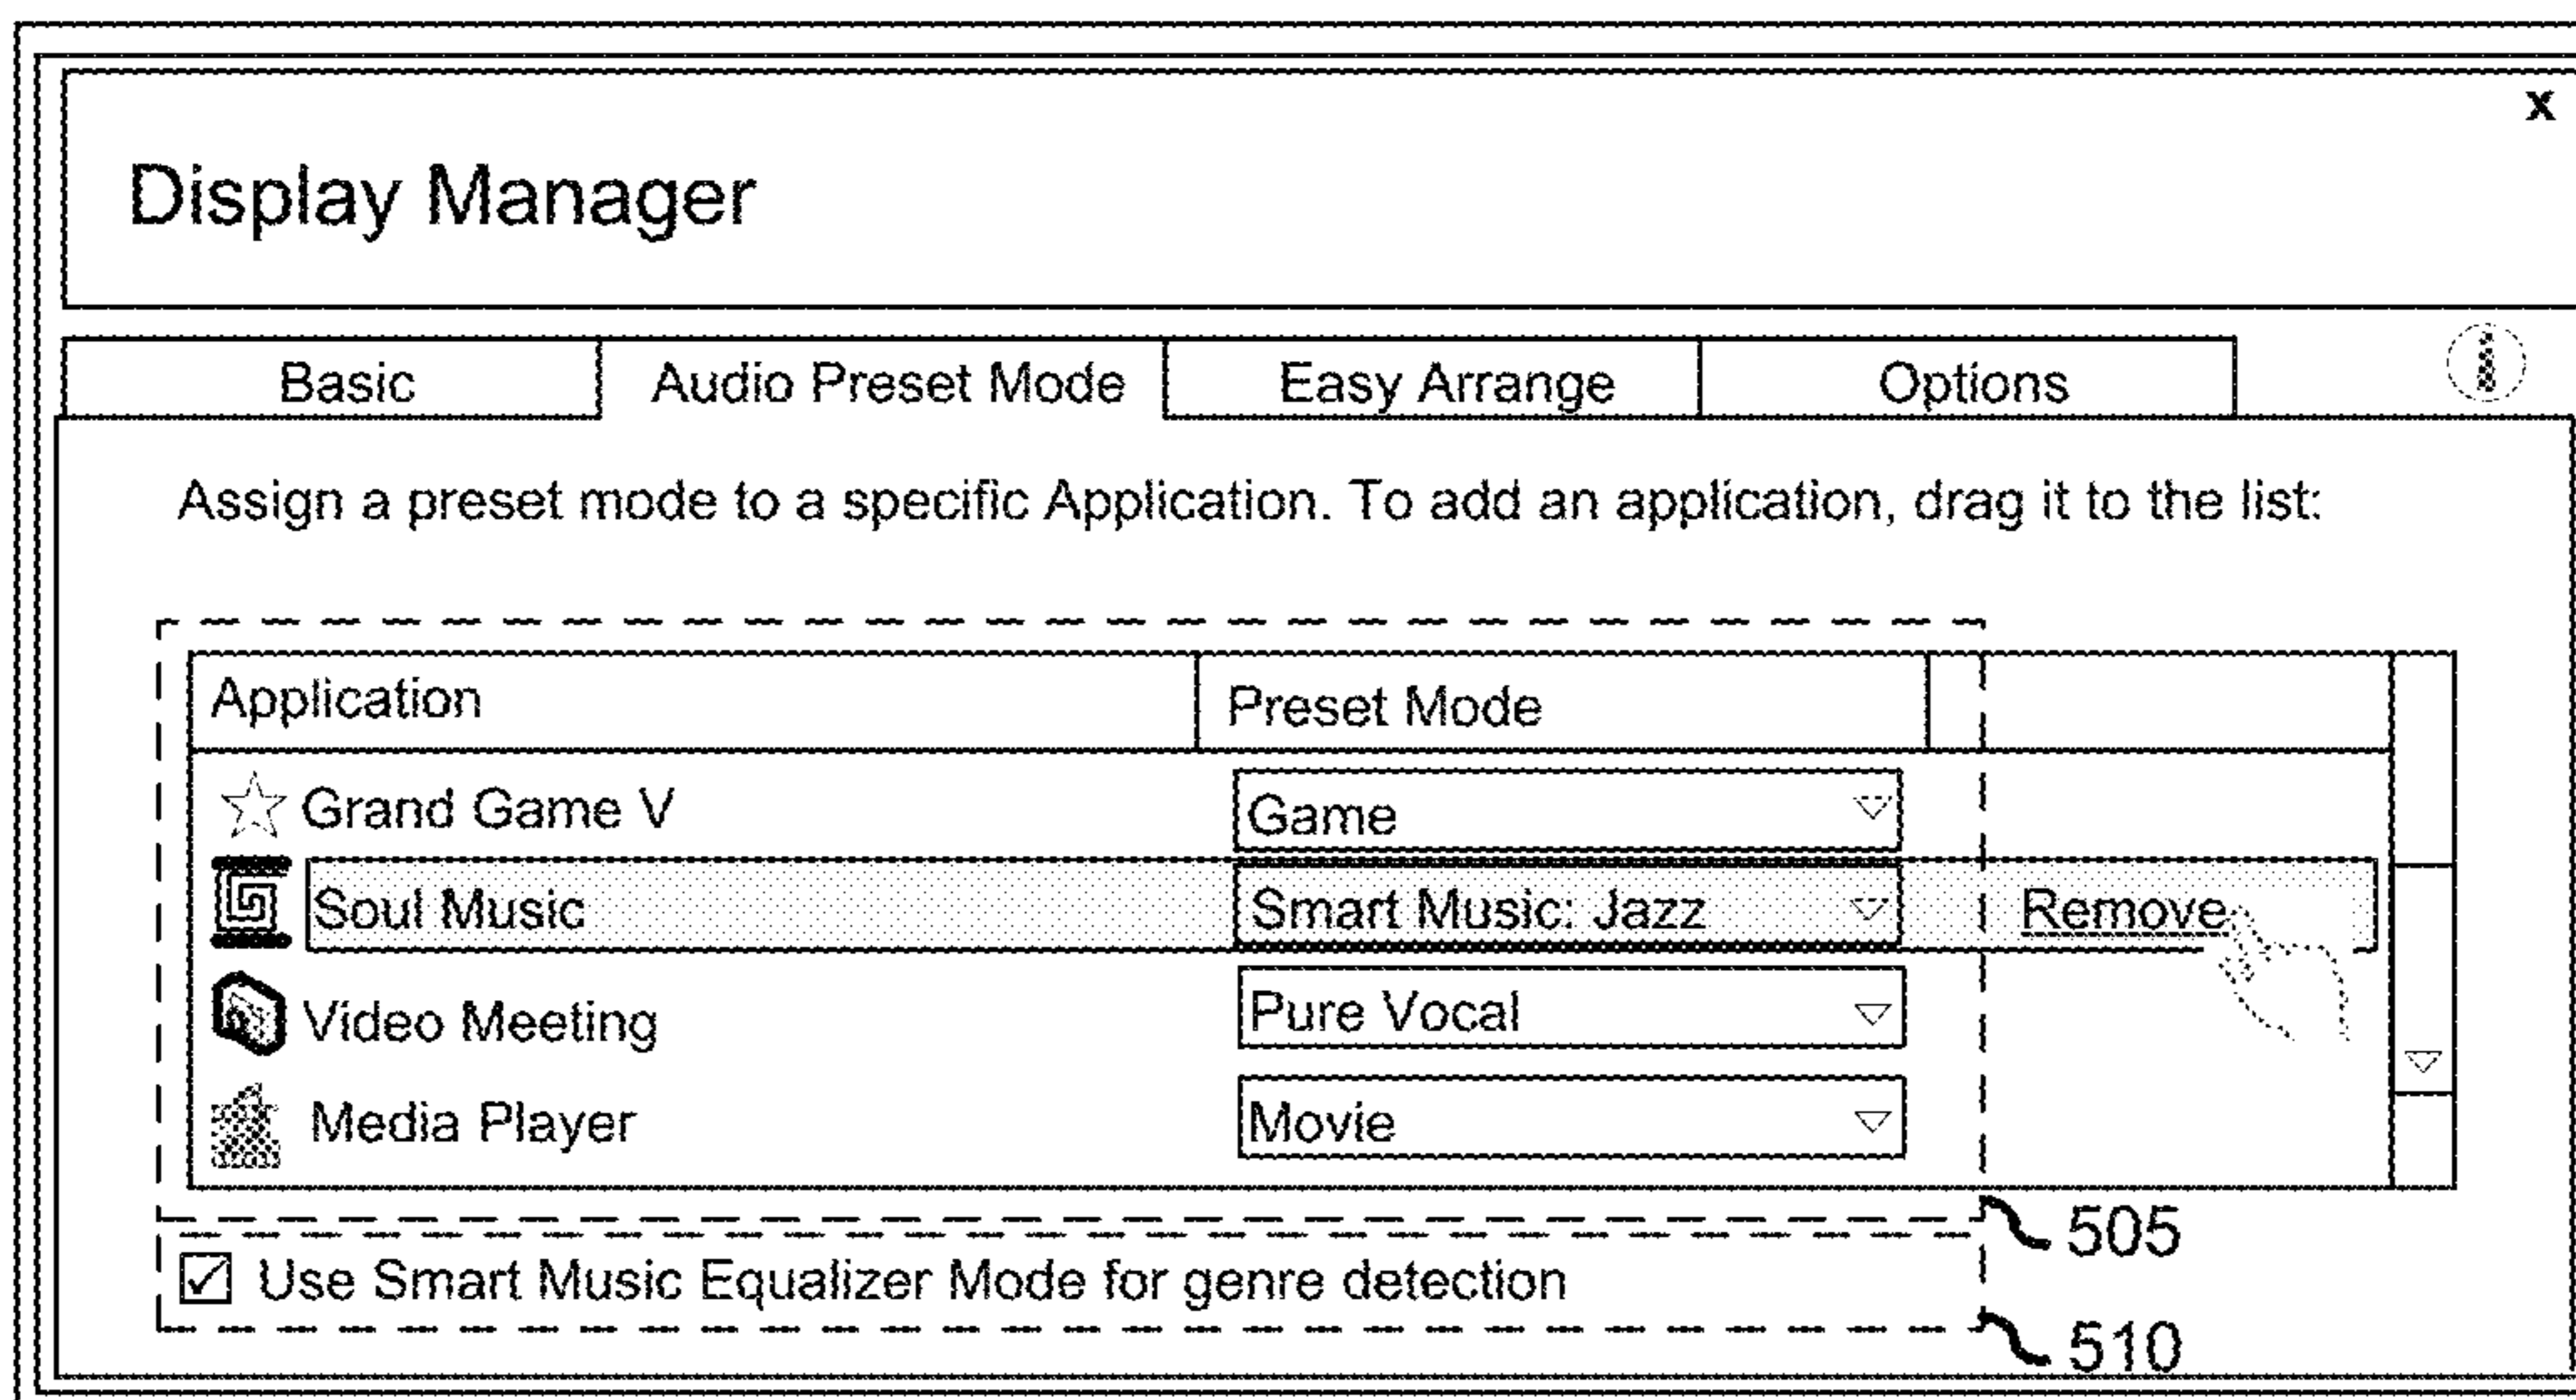 x
Display Manager
Basic Audio Preset Mode Easy Arrange Options i
Assign a preset mode to a specific Application. To add an application, drag it to the list:
Application Preset Mode
Grand Game V Game
Soul Music Smart Music: Jazz Remove
Video Meeting Pure Vocal
Media Player Movie
505
Use Smart Music Equalizer Mode for genre detection
510